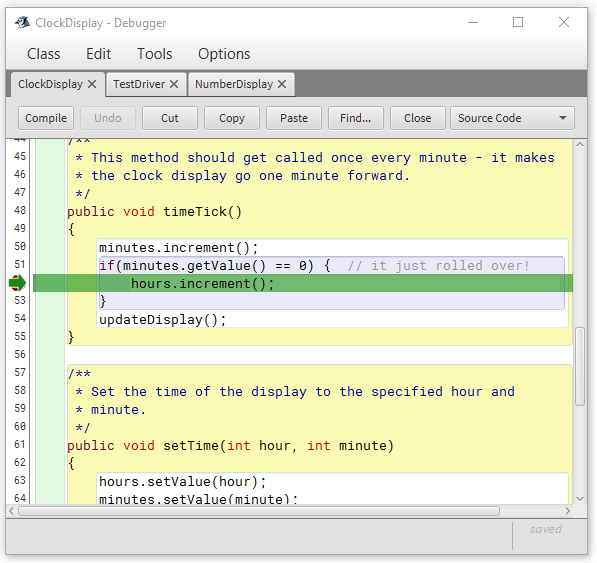 ClockDisplay - Debugger
Class Edit Tools Options
ClockDisplay TestDriver NumberDisplay
Compile Undo Cut Copy Paste Find... Close Source Code
44 /**
45 * This method should get called once every minute - it makes
46 * the clock display go one minute forward.
47 */
48 public void timeTick()
49 {
50 minutes.increment();
51 if(minutes.getValue() == 0) { // it just rolled over!
hours.increment();
53 }
54 updateDisplay();
55 }
56
57 /**
58 * Set the time of the display to the specified hour and
59 * minute.
60 */
61 public void setTime(int hour, int minute)
62 {
63 hours.setValue(hour);
64 minutes.setValue(minute);
saved